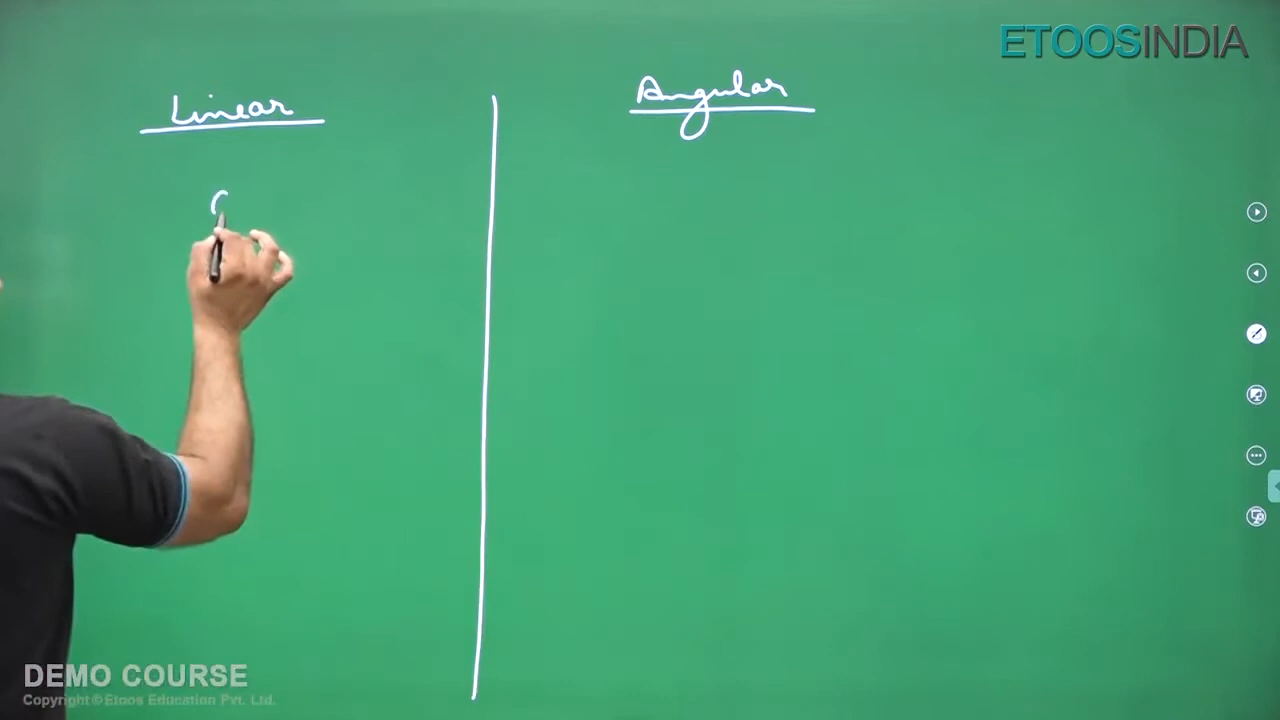 ETOOSINDIA
Linear
Angular
DEMO COURSE
Copyright © Etoos Education Pvt. Ltd.